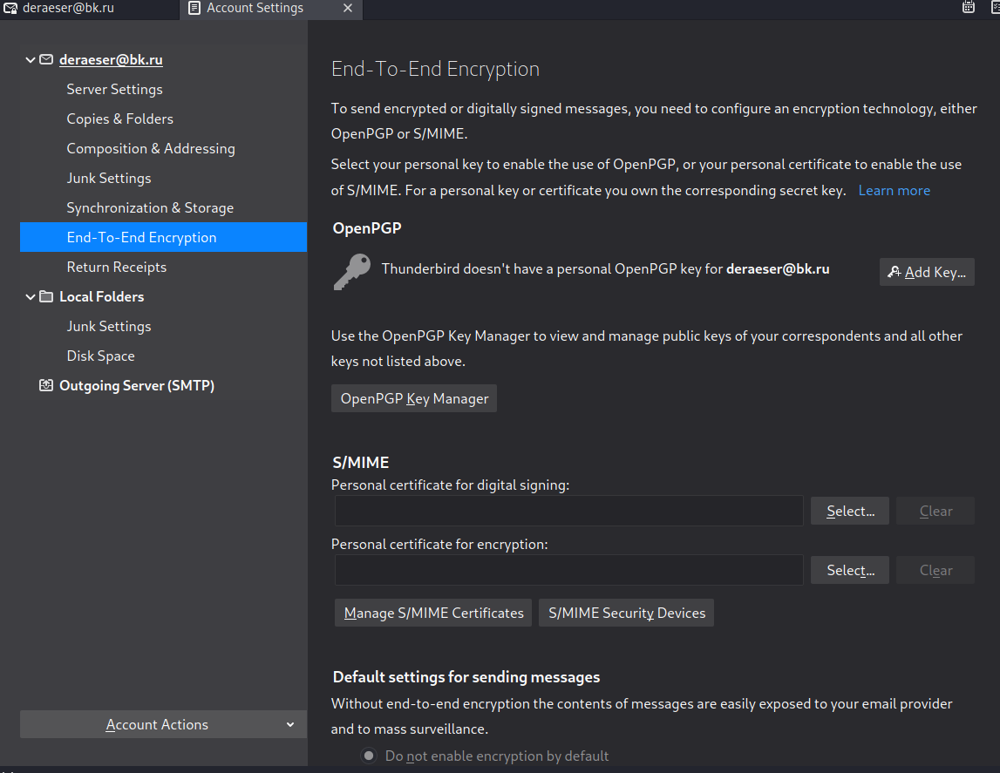 deraeser@bk.ru
Account Settings
deraeser@bk.ru
Server Settings
Copies & Folders
Composition & Addressing
Junk Settings
Synchronization & Storage
End-To-End Encryption
Return Receipts
Local Folders
Junk Settings
Disk Space
Outgoing Server (SMTP)
Account Actions
End-To-End Encryption
To send encrypted or digitally signed messages, you need to configure an encryption technology, either
OpenPGP or S/MIME.
Select your personal key to enable the use of OpenPGP, or your personal certificate to enable the use
of S/MIME. For a personal key or certificate you own the corresponding secret key. Learn more
OpenPGP
Thunderbird doesn't have a personal OpenPGP key for deraeser@bk.ru
Add Key...
Use the OpenPGP Key Manager to view and manage public keys of your correspondents and all other
keys not listed above.
OpenPGP Key Manager
S/MIME
Personal certificate for digital signing:
Select... Clear
Personal certificate for encryption:
Select... Clear
Manage S/MIME Certificates S/MIME Security Devices
Default settings for sending messages
Without end-to-end encryption the contents of messages are easily exposed to your email provider
and to mass surveillance.
Do not enable encryption by default